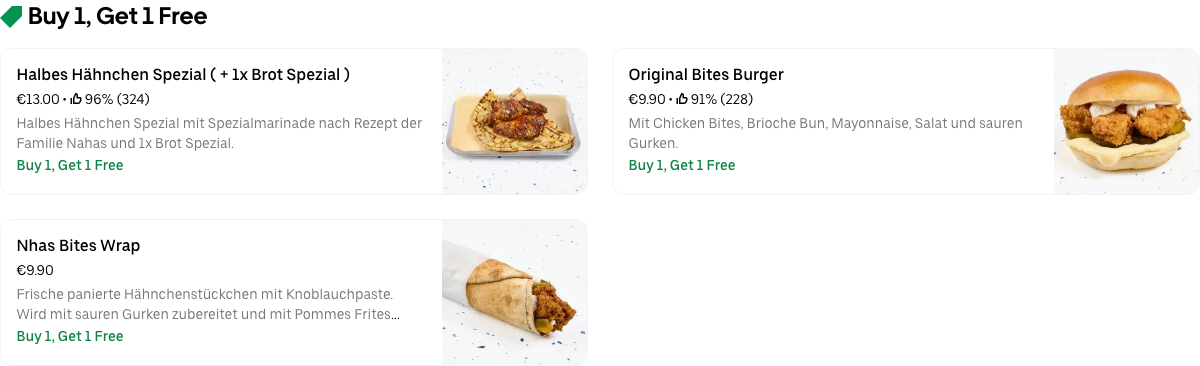 Buy 1, Get 1 Free
Halbes Hähnchen Spezial ( + 1x Brot Spezial )
€13.00 • 96% (324)
Halbes Hähnchen Spezial mit Spezialmarinade nach Rezept der
Familie Nahas und 1x Brot Spezial.
Buy 1, Get 1 Free
Original Bites Burger
€9.90 • 91% (228)
Mit Chicken Bites, Brioche Bun, Mayonnaise, Salat und sauren
Gurken.
Buy 1, Get 1 Free
Nhas Bites Wrap
€9.90
Frische panierte Hähnchenstückchen mit Knoblauchpaste.
Wird mit sauren Gurken zubereitet und mit Pommes Frites...
Buy 1, Get 1 Free